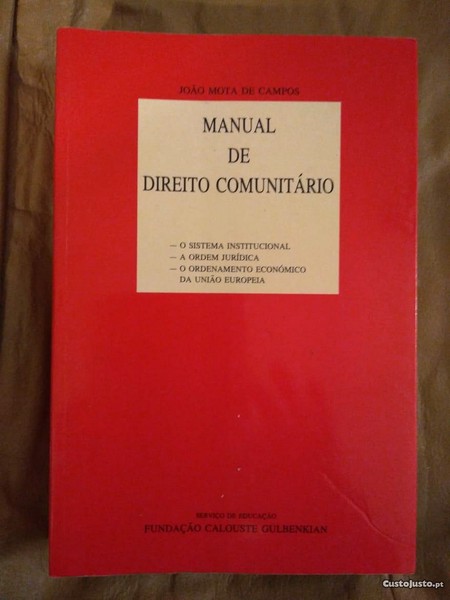 JOÃO MOTA DE CAMPOS
MANUAL
DE
DIREITO COMUNITÁRIO
— O SISTEMA INSTITUCIONAL
— A ORDEM JURÍDICA
— O ORDENAMENTO ECONÓMICO
DA UNIÃO EUROPEIA
SERVIÇO DE EDUCAÇÃO
FUNDAÇÃO CALOUSTE GULBENKIAN
CustoJusto.pt